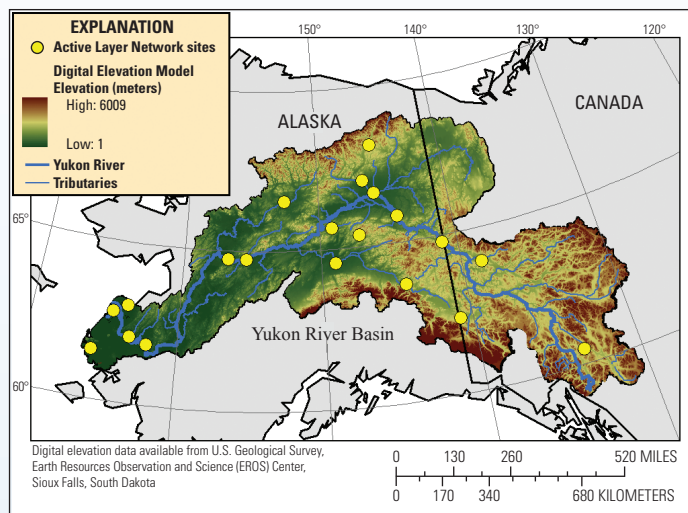 EXPLANATION
Active Layer Network sites
Digital Elevation Model
Elevation (meters)
High: 6009
Low: 1
Yukon River
Tributaries
150°
140°
130°
120°
65°
60°
ALASKA
CANADA
Yukon River Basin
Digital elevation data available from U.S. Geological Survey,
Earth Resources Observation and Science (EROS) Center,
Sioux Falls, South Dakota
0 130 260 520 MILES
0 170 340 680 KILOMETERS